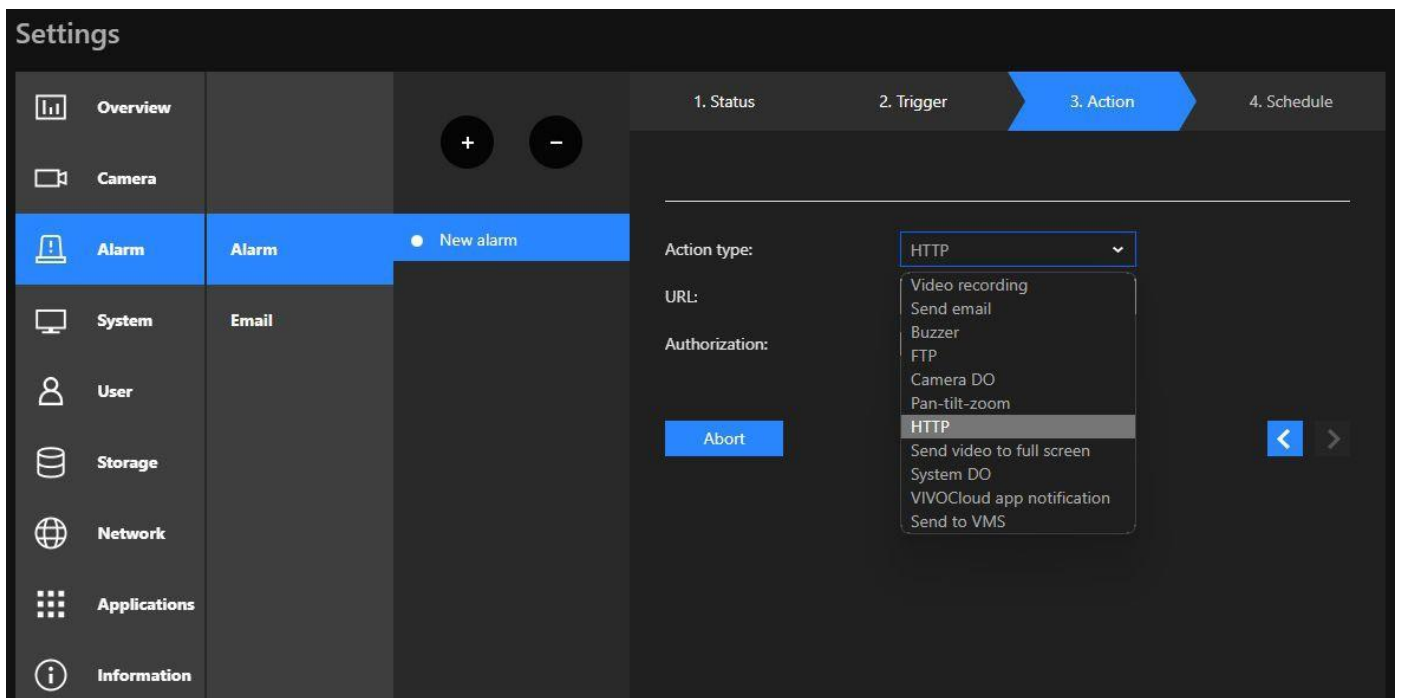 Settings
Overview
Camera
Alarm
System
User
Storage
Network
Applications
Information
Alarm
Email
+ −
New alarm
1. Status 2. Trigger 3. Action 4. Schedule
Action type: HTTP
URL:
Authorization:
Video recording
Send email
Buzzer
FTP
Camera DO
Pan-tilt-zoom
HTTP
Send video to full screen
System DO
VIVOCloud app notification
Send to VMS
Abort